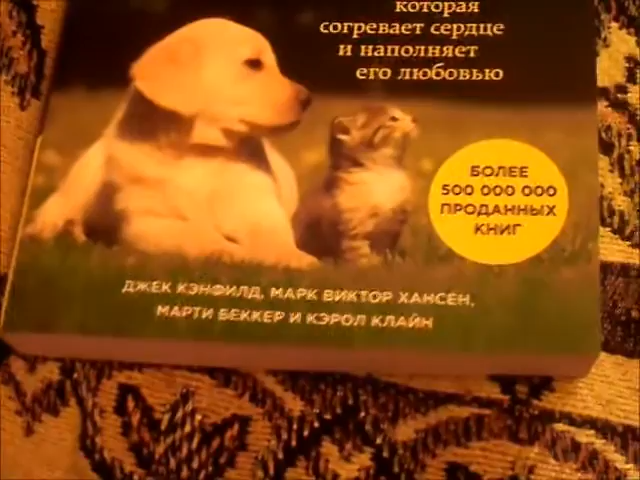 которая
согревает сердце
и наполняет
его любовью
БОЛЕЕ
500 000 000
ПРОДАННЫХ
КНИГ
ДЖЕК КЭНФИЛД, МАРК ВИКТОР ХАНСЕН,
МАРТИ БЕККЕР И КЭРОЛ КЛАЙН